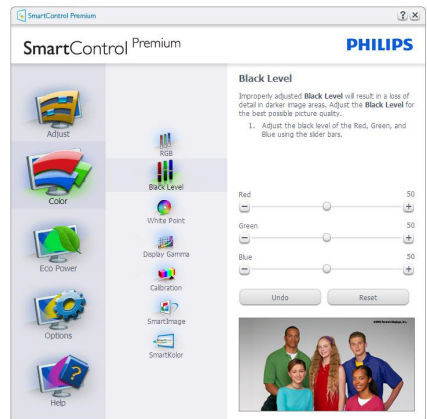 SmartControl Premium
SmartControl Premium
PHILIPS
Adjust
Color
Eco Power
Options
Help
RGB
Black Level
White Point
Display Gamma
Calibration
SmartImage
SmartKolor
Black Level
Improperly adjusted Black Level will result in a loss of
detail in darker image areas. Adjust the Black Level for
the best possible picture quality.
1. Adjust the black level of the Red, Green, and
Blue using the slider bars.
Red 50
Green 50
Blue 50
Undo Reset